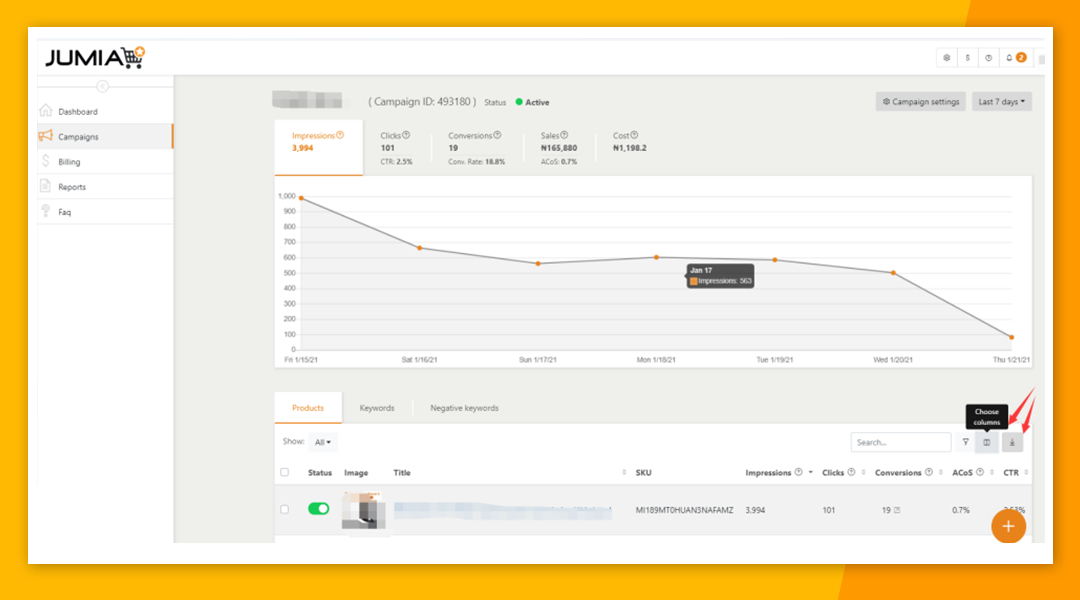 JUMIA
2
( Campaign ID: 493180 ) Status Active
Campaign settings
Last 7 days
Dashboard
Campaigns
Billing
Reports
Faq
Impressions Clicks Conversions Sales Cost
3,994 101 19 ₦165,880 ₦1,198.2
CTR: 2.5% Conv. Rate: 18.8% ACoS: 0.7%
1,000
900
800
700
600
500
400
300
200
100
0
Jan 17
Impressions: 563
Fri 1/15/21 Sat 1/16/21 Sun 1/17/21 Mon 1/18/21 Tue 1/19/21 Wed 1/20/21 Thu 1/21/21
Products Keywords Negative keywords
Choose
columns
Show: All
Search...
Status Image Title SKU Impressions Clicks Conversions ACoS CTR
MI189MT0HUAN3NAFAMZ 3,994 101 19 0.7%
+